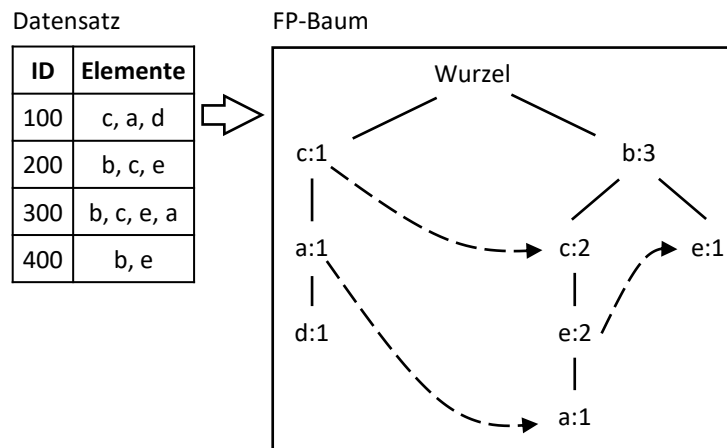 Datensatz
FP-Baum
ID Elemente
100 c, a, d
200 b, c, e
300 b, c, e, a
400 b, e
Wurzel
c:1 b:3
a:1 c:2 e:1
d:1 e:2
a:1